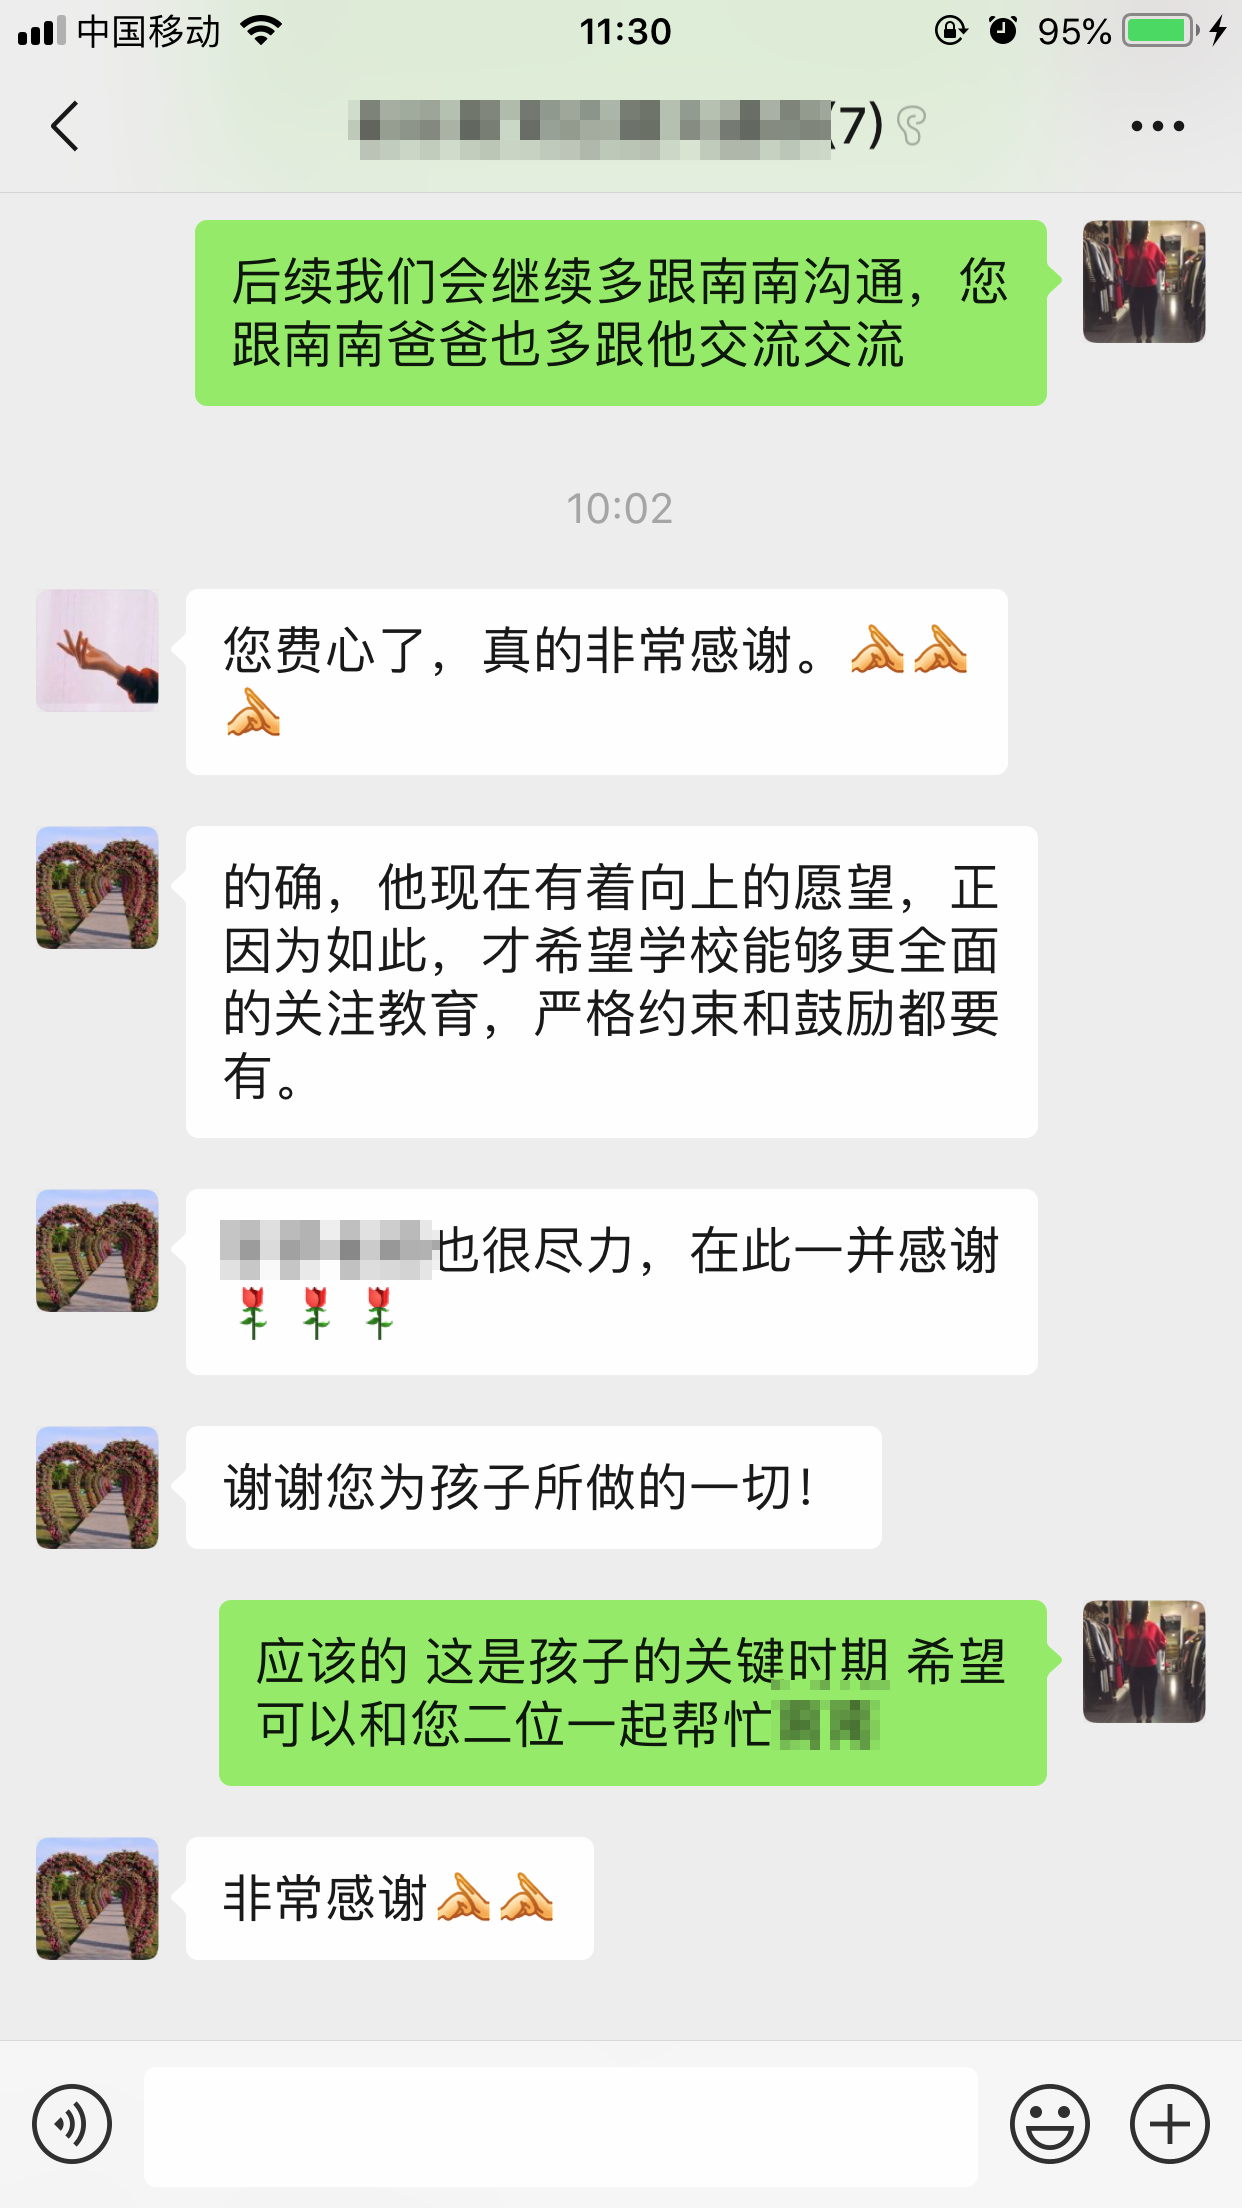 中国移动
11:30
95%
(7)
后续我们会继续多跟南南沟通，您
跟南南爸爸也多跟他交流交流
10:02
您费心了，真的非常感谢。
的确，他现在有着向上的愿望，正
因为如此，才希望学校能够更全面
的关注教育，严格约束和鼓励都要
有。
也很尽力，在此一并感谢
谢谢您为孩子所做的一切！
应该的 这是孩子的关键时期 希望
可以和您二位一起帮忙
非常感谢